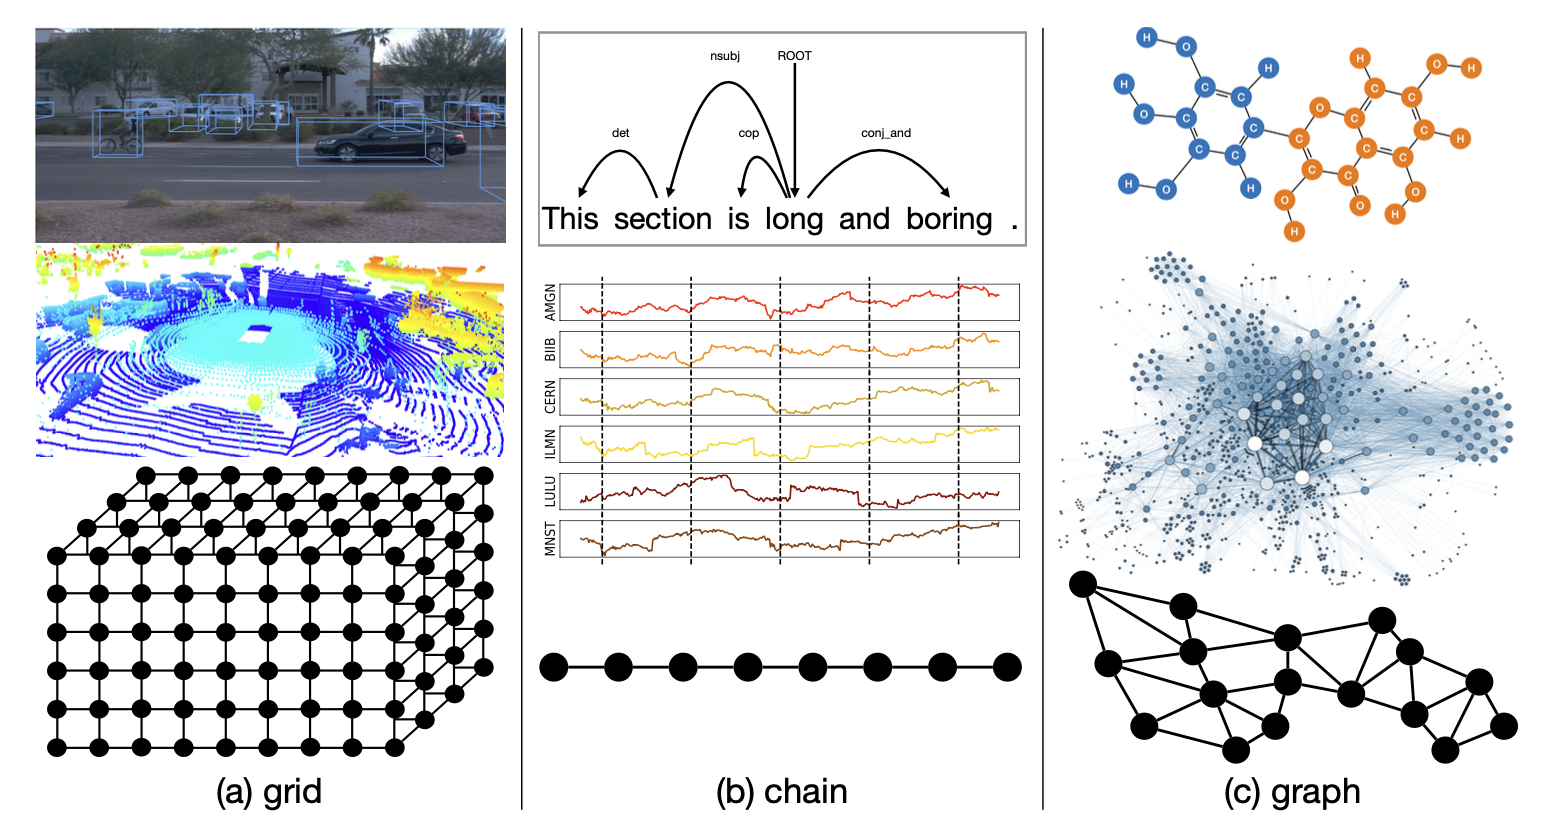 nsubj ROOT
det cop conj_and
This section is long and boring .
AMGN
BIIB
CERN
ILMN
LULU
MNST
H O H
H C C
O C C
C C H
H O
H O H
O C C
C C H
C C C
C C O
O O H
H
(a) grid
(b) chain
(c) graph